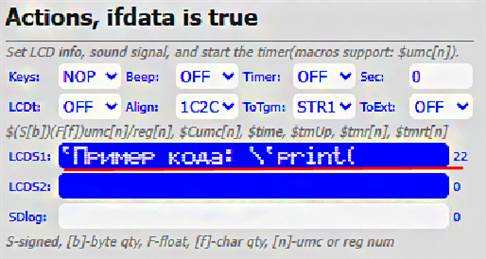 Actions, ifdata is true
Set LCD info, sound signal, and start the timer(macros support: $umc[n]).
Keys: NOP Beep: OFF Timer: OFF Sec: 0
LCDt: OFF Align: 1C2C ToTgm: STR1 ToExt: OFF
$(S[b])(F[f])umc[n]/reg[n], $Cumc[n], $time, $tmUp, $tmr[n], $tmrt[n]
LCDS1: 'Пример кода: \'print( 22
LCDS2: 0
SDlog: 0
S-signed, [b]-byte qty, F-float, [f]-char qty, [n]-umc or reg num